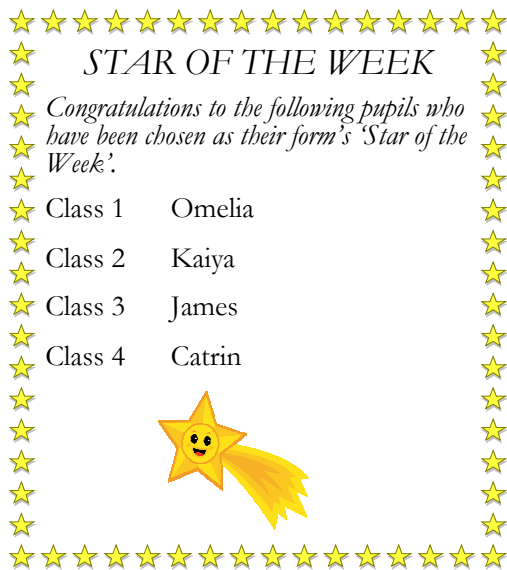 STAR OF THE WEEK
Congratulations to the following pupils who
have been chosen as their form’s ‘Star of the
Week’.
Class 1 Omelia
Class 2 Kaiya
Class 3 James
Class 4 Catrin